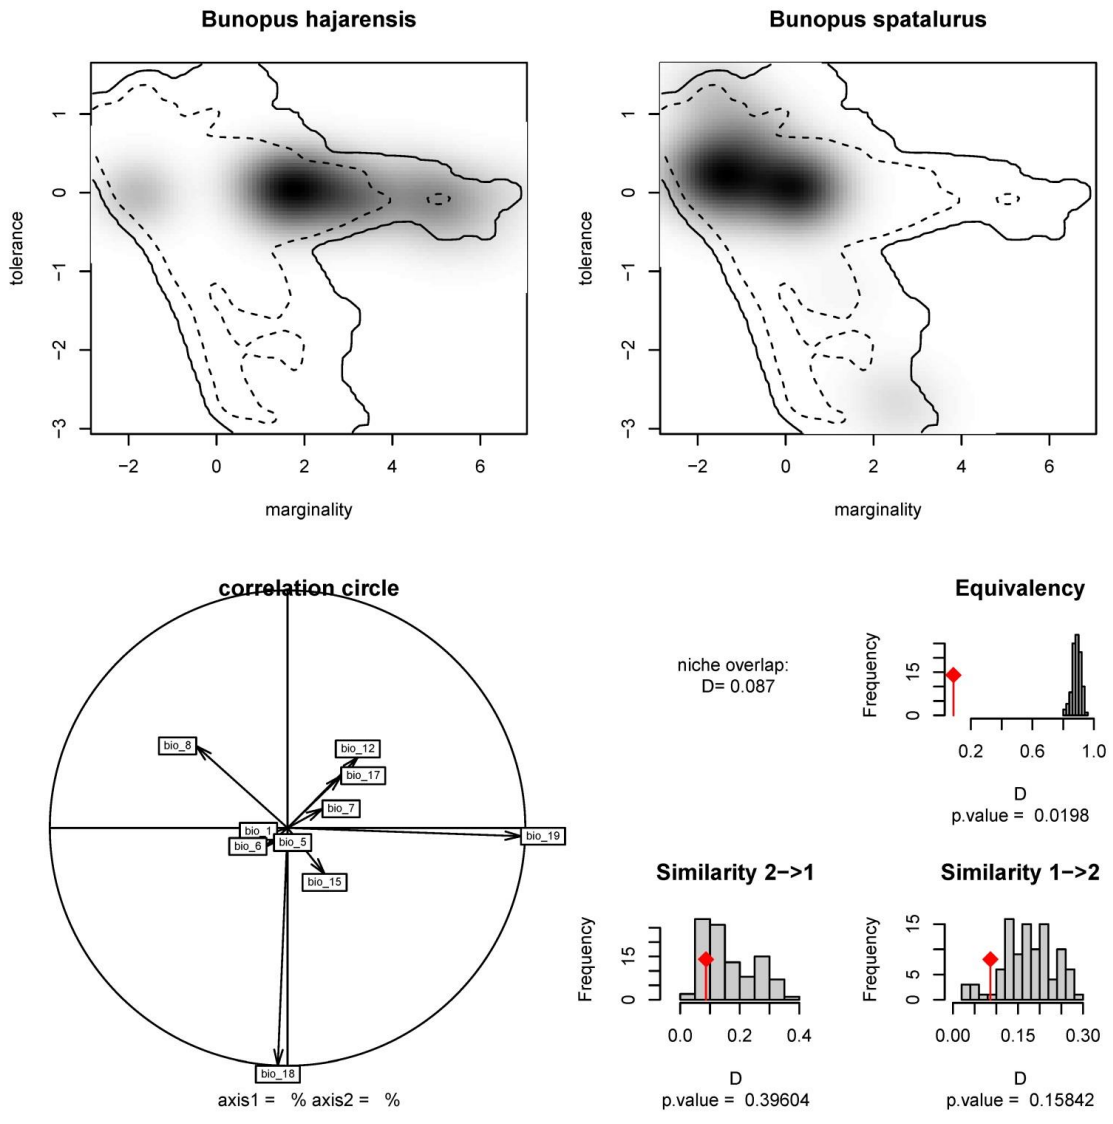 Bunopus hajarensis
Bunopus spatalurus
tolerance
1
0
−1
−2
−3
−2 0 2 4 6
marginality
tolerance
1
0
−1
−2
−3
−2 0 2 4 6
marginality
correlation circle
bio_8
bio_12
bio_17
bio_7
bio_1
bio_6
bio_5
bio_19
bio_15
bio_18
axis1 = % axis2 = %
niche overlap:
D= 0.087
Equivalency
Frequency
15
0
0.2 0.6 1.0
D
p.value = 0.0198
Similarity 2−>1
Frequency
15
0
0.0 0.2 0.4
D
p.value = 0.39604
Similarity 1−>2
Frequency
15
5
0
0.00 0.15 0.30
D
p.value = 0.15842